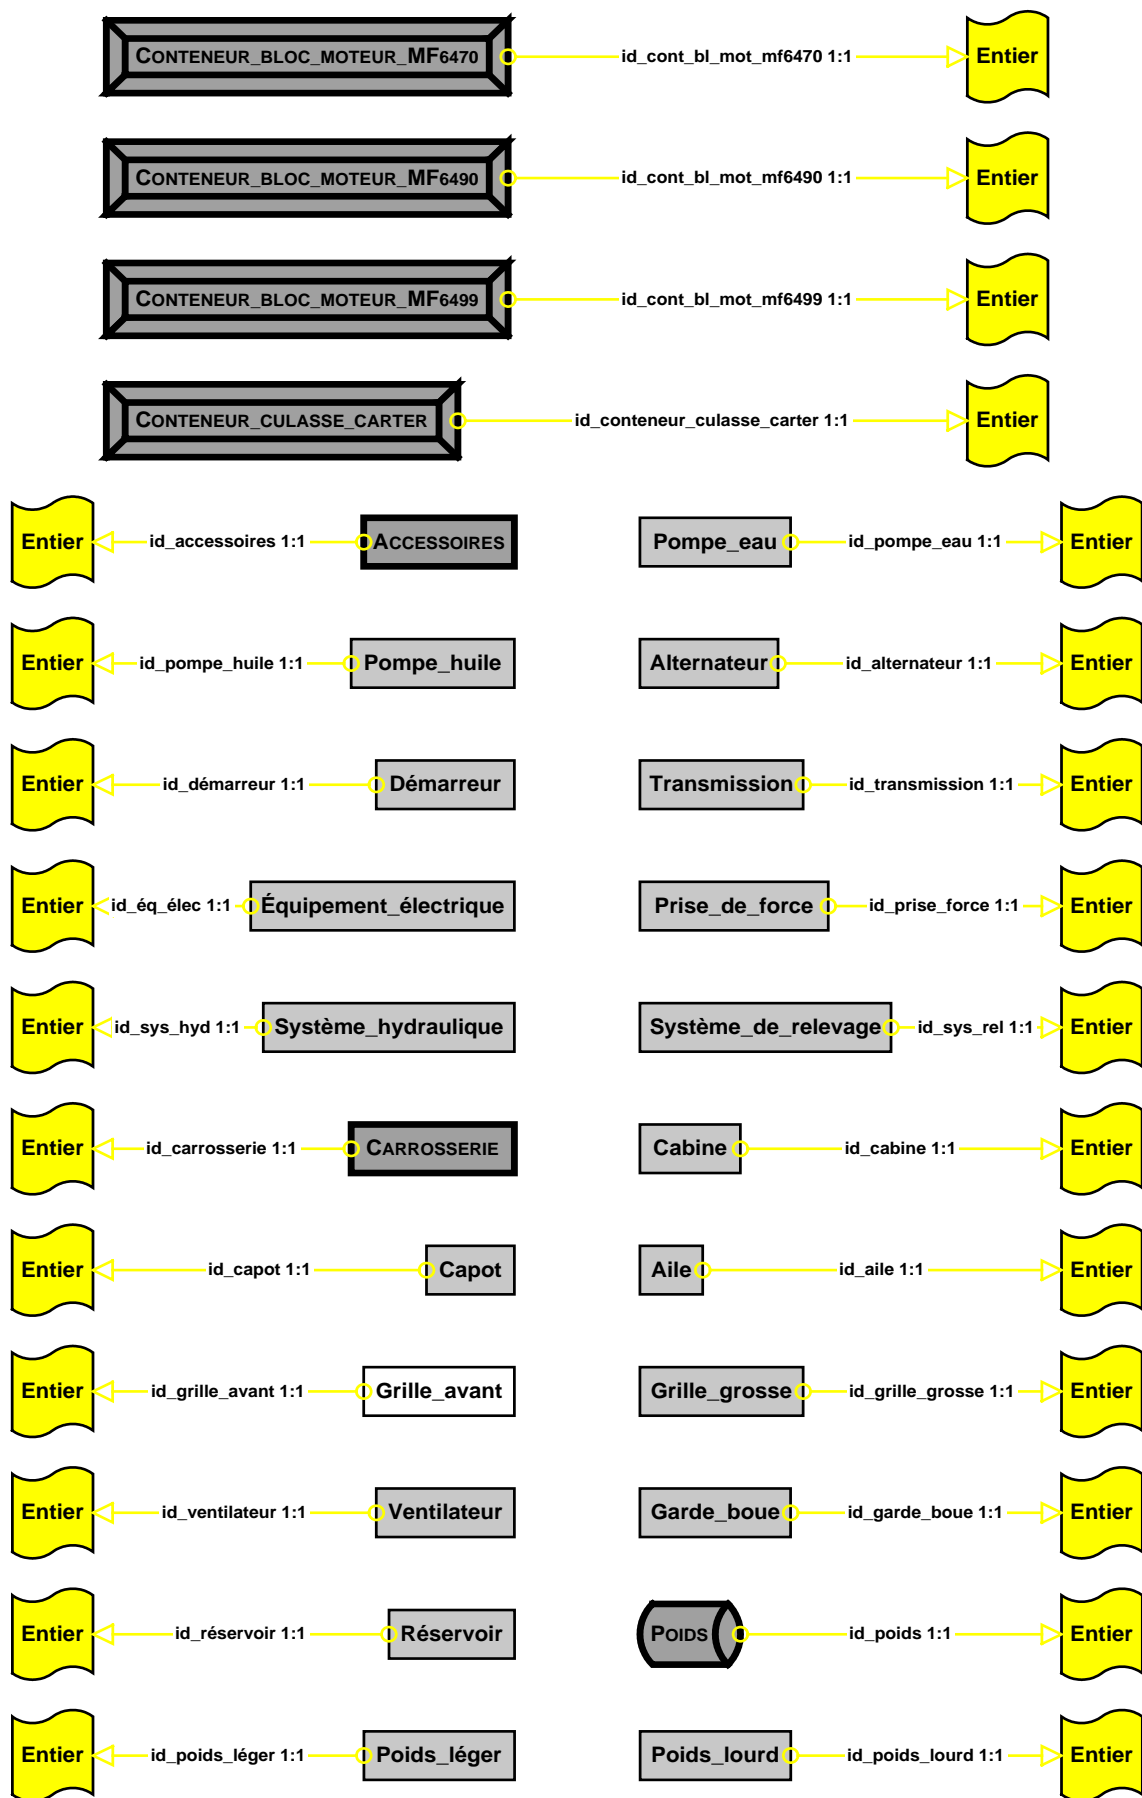 CONTENEUR_BLOC_MOTEUR_MF6470 id_cont_bl_mot_mf6470 1:1 Entier
CONTENEUR_BLOC_MOTEUR_MF6490 id_cont_bl_mot_mf6490 1:1 Entier
CONTENEUR_BLOC_MOTEUR_MF6499 id_cont_bl_mot_mf6499 1:1 Entier
CONTENEUR_CULASSE_CARTER id_conteneur_culasse_carter 1:1 Entier
Entier id_accessoires 1:1 ACCESSOIRES Pompe_eau id_pompe_eau 1:1 Entier
Entier id_pompe_huile 1:1 Pompe_huile Alternateur id_alternateur 1:1 Entier
Entier id_démarreur 1:1 Démarreur Transmission id_transmission 1:1 Entier
Entier id_éq_élec 1:1 Équipement_électrique Prise_de_force id_prise_force 1:1 Entier
Entier id_sys_hyd 1:1 Système_hydraulique Système_de_relevage id_sys_rel 1:1 Entier
Entier id_carrosserie 1:1 CARROSSERIE Cabine id_cabine 1:1 Entier
Entier id_capot 1:1 Capot Aile id_aile 1:1 Entier
Entier id_grille_avant 1:1 Grille_avant Grille_grosse id_grille_grosse 1:1 Entier
Entier id_ventilateur 1:1 Ventilateur Garde_boue id_garde_boue 1:1 Entier
Entier id_réservoir 1:1 Réservoir POIDS id_poids 1:1 Entier
Entier id_poids_léger 1:1 Poids_léger Poids_lourd id_poids_lourd 1:1 Entier